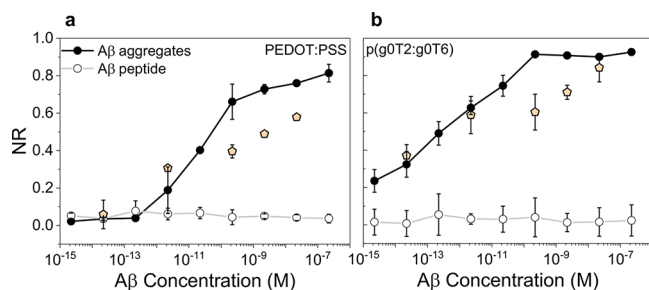 a
b
1.0
0.8
0.6
0.4
0.2
0.0
NR
Aβ aggregates
Aβ peptide
PEDOT:PSS
p(g0T2:g0T6)
10-15 10-13 10-11 10-9 10-7
10-15 10-13 10-11 10-9 10-7
Aβ Concentration (M)
Aβ Concentration (M)